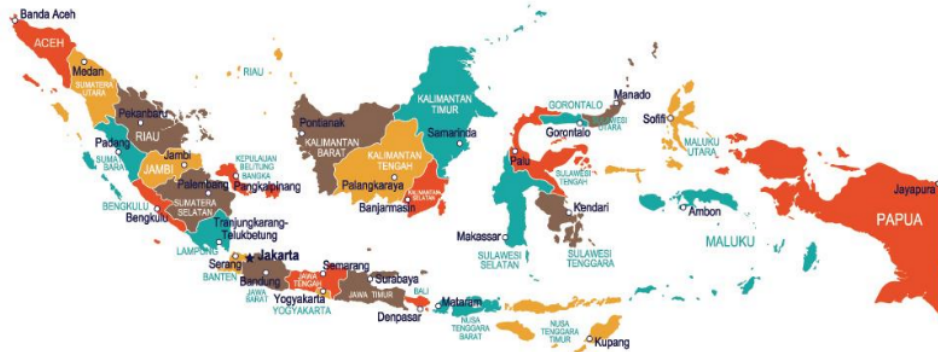 Banda Aceh
ACEH
Medan
SUMATERA
UTARA
RIAU
Pekanbaru
RIAU
Padang
SUMAT
BARAT
Jambi
JAMBI
KEPULAUAN
BELITUNG
BANGKA
Palembang
Pangkalpinang
SUMATERA
SELATAN
BENGKULU
Bengkulu
Tranjungkarang-
Telukbetung
LAMPUNG
Serang
BANTEN
Jakarta
Bandung
JAWA
BARAT
Semarang
JAWA
TENGAH
Yogyakarta
YOGYAKARTA
Surabaya
JAWA TIMUR
BALI
Denpasar
Mataram
NUSA
TENGGARA
BARAT
NUSA
TENGGARA
TIMUR
Kupang
Pontianak
KALIMANTAN
BARAT
KALIMANTAN
TENGAH
Palangkaraya
KALIMANTAN
TIMUR
Samarinda
KALIMANTAN
SELATAN
Banjarmasin
GORONTALO
Gorontalo
Manado
SULAWESI
UTARA
Palu
SULAWESI
TENGAH
Kendari
Makassar
SULAWESI
SELATAN
SULAWESI
TENGGARA
Sofifi
MALUKU
UTARA
Ambon
MALUKU
Jayapura
PAPUA